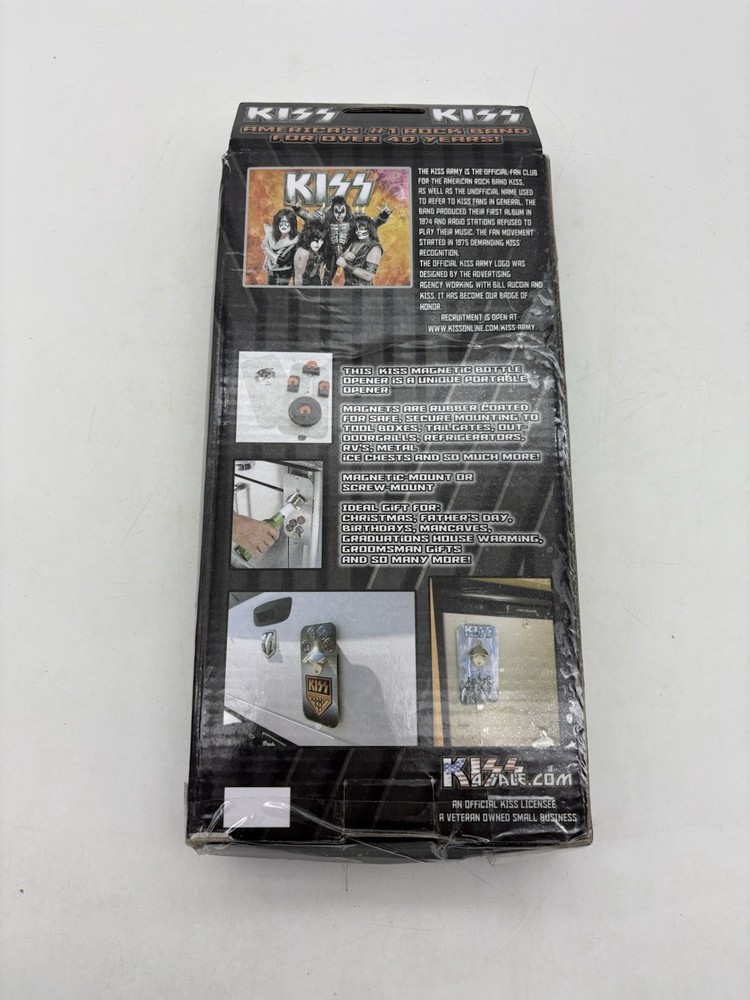 KISS KISS
AMERICA'S #1 ROCK BAND
FOR OVER 40 YEARS!
KISS
THE KISS ARMY IS THE OFFICIAL FAN CLUB
FOR THE AMERICAN ROCK BAND KISS,
AS WELL AS THE UNOFFICIAL NAME USED
TO REFER TO KISS FANS IN GENERAL. THE
BAND PRODUCED THEIR FIRST ALBUM IN
1974 AND RADIO STATIONS REFUSED TO
PLAY THEIR MUSIC. THE FAN MOVEMENT
STARTED IN 1975 DEMANDING KISS
RECOGNITION.
THE OFFICIAL KISS ARMY LOGO WAS
DESIGNED BY THE ADVERTISING
AGENCY WORKING WITH BILL AUCOIN AND
KISS. IT HAS BECOME OUR BADGE OF
HONOR.
RECRUITMENT IS OPEN AT
WWW.KISSONLINE.COM/KISS-ARMY.
THIS KISS MAGNETIC BOTTLE
OPENER IS A UNIQUE PORTABLE
OPENER
MAGNETS ARE RUBBER COATED
FOR SAFE, SECURE MOUNTING TO
TOOL BOXES, TAILGATES, OUT-
DOORGRILLS, REFRIGERATORS,
RV'S, METAL
ICE CHESTS AND SO MUCH MORE!
MAGNETIC-MOUNT OR
SCREW-MOUNT
IDEAL GIFT FOR:
CHRISTMAS, FATHER'S DAY,
BIRTHDAYS, MANCAVES,
GRADUATIONS HOUSE WARMING,
GROOMSMAN GIFTS
AND SO MANY MORE!
KISS
KISS
KISS
4SALE.COM
AN OFFICIAL KISS LICENSEE
A VETERAN OWNED SMALL BUSINESS